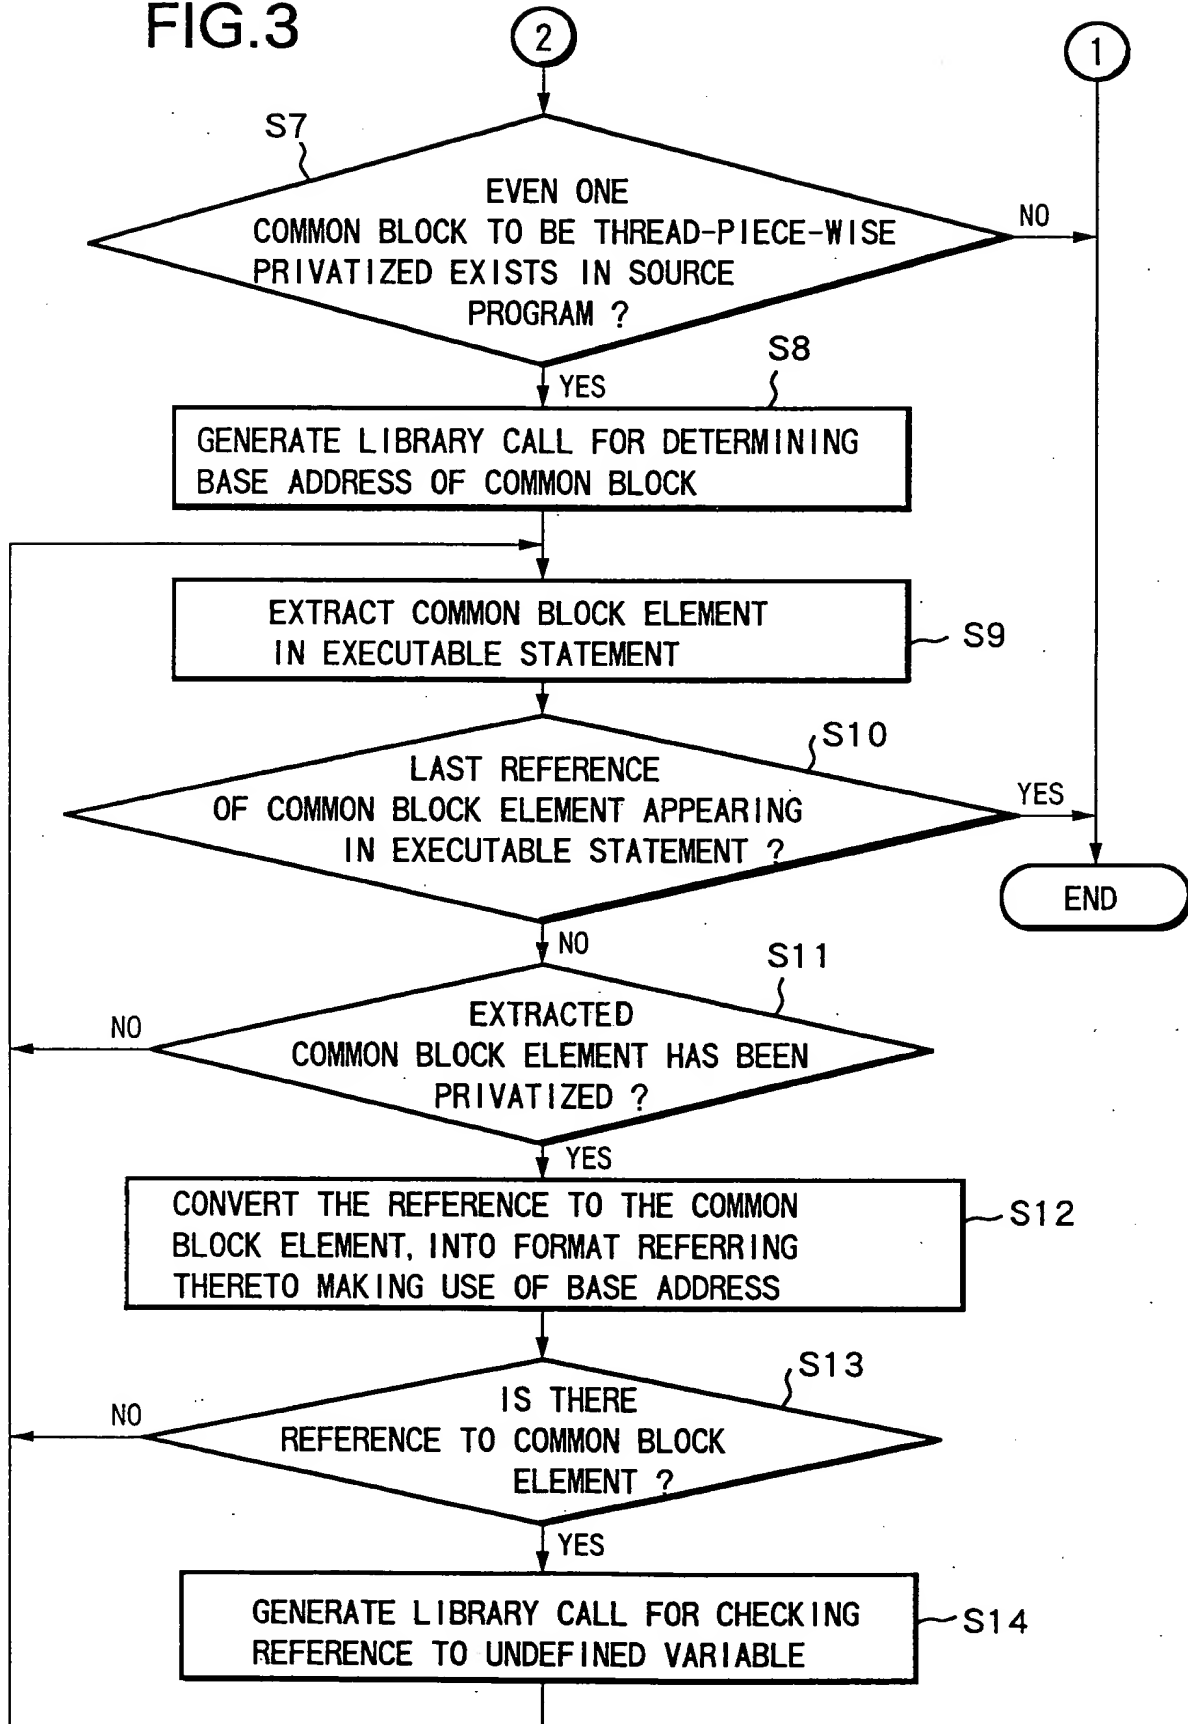 FIG.3
2
1
S7
EVEN ONE
COMMON BLOCK TO BE THREAD-PIECE-WISE
PRIVATIZED EXISTS IN SOURCE
PROGRAM ?
NO
S8
YES
GENERATE LIBRARY CALL FOR DETERMINING
BASE ADDRESS OF COMMON BLOCK
EXTRACT COMMON BLOCK ELEMENT
IN EXECUTABLE STATEMENT
S9
S10
LAST REFERENCE
OF COMMON BLOCK ELEMENT APPEARING
IN EXECUTABLE STATEMENT ?
YES
END
NO
S11
EXTRACTED
COMMON BLOCK ELEMENT HAS BEEN
PRIVATIZED ?
NO
YES
CONVERT THE REFERENCE TO THE COMMON
BLOCK ELEMENT, INTO FORMAT REFERRING
THERETO MAKING USE OF BASE ADDRESS
S12
S13
IS THERE
REFERENCE TO COMMON BLOCK
ELEMENT ?
NO
YES
GENERATE LIBRARY CALL FOR CHECKING
REFERENCE TO UNDEFINED VARIABLE
S14